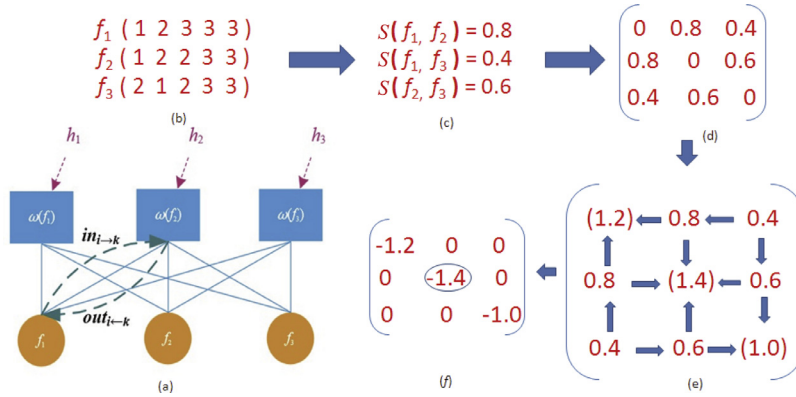 f1 ( 1 2 3 3 3 )
f2 ( 1 2 2 3 3 )
f3 ( 2 1 2 3 3 )
(b)
S(f1, f2) = 0.8
S(f1, f3) = 0.4
S(f2, f3) = 0.6
(c)
0 0.8 0.4
0.8 0 0.6
0.4 0.6 0
(d)
h1 h2 h3
ω(f1) ω(f2) ω(f3)
in i→k
out i←k
f1 f2 f3
(a)
-1.2 0 0
0 -1.4 0
0 0 -1.0
(f)
(1.2) 0.8 0.4
0.8 (1.4) 0.6
0.4 0.6 (1.0)
(e)